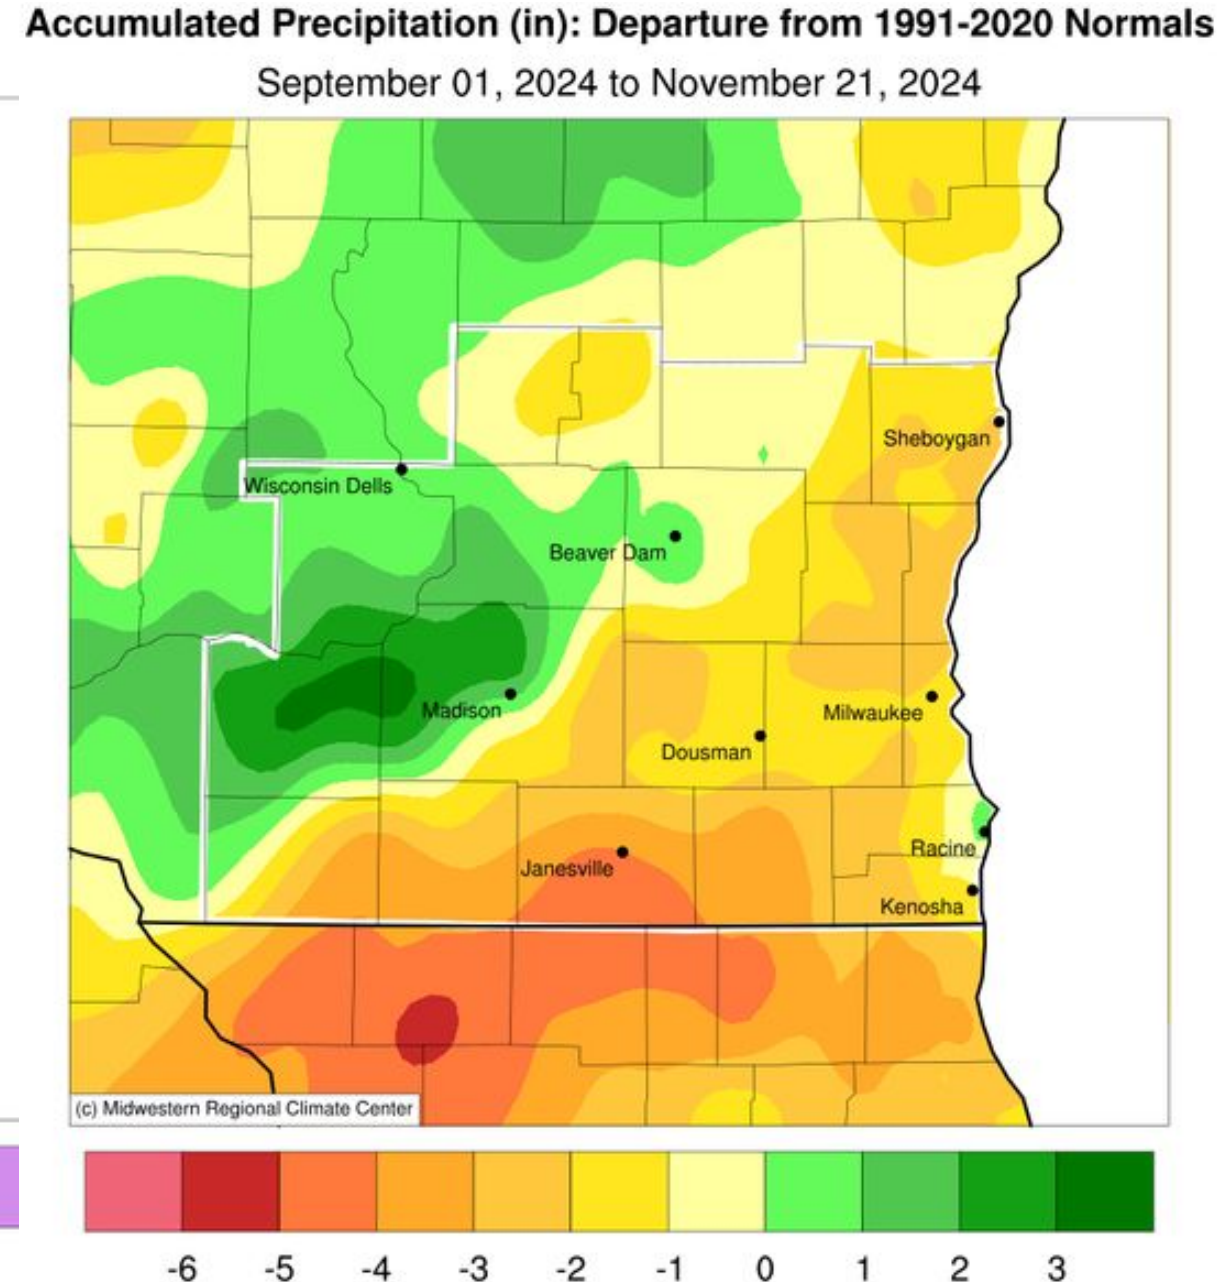 Accumulated Precipitation (in): Departure from 1991-2020 Normals
September 01, 2024 to November 21, 2024
Sheboygan
Wisconsin Dells
Beaver Dam
Madison
Milwaukee
Dousman
Janesville
Racine
Kenosha
(c) Midwestern Regional Climate Center
-6 -5 -4 -3 -2 -1 0 1 2 3